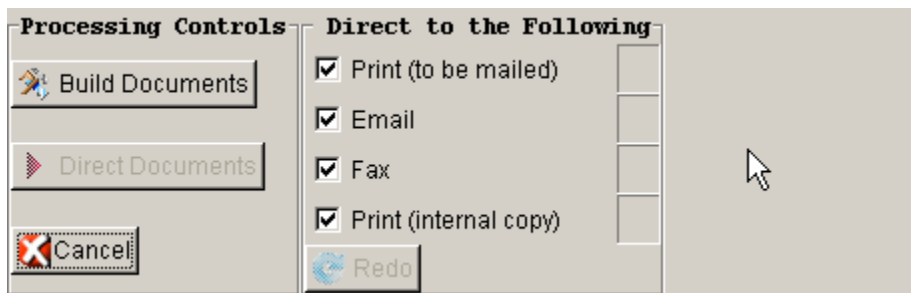 Processing Controls
Build Documents
Direct Documents
Cancel
Direct to the Following
Print (to be mailed)
Email
Fax
Print (internal copy)
Redo